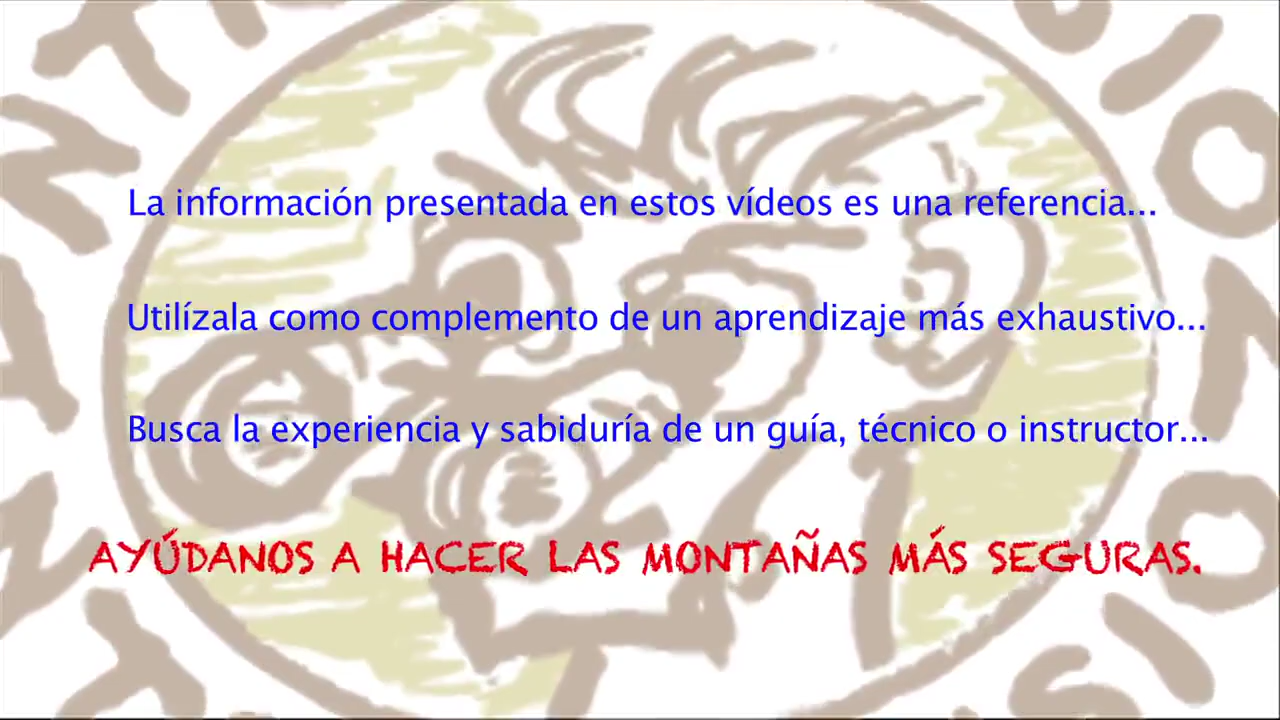 La información presentada en estos vídeos es una referencia...
Utilízala como complemento de un aprendizaje más exhaustivo...
Busca la experiencia y sabiduría de un guía, técnico o instructor...
AYÚDANOS A HACER LAS MONTAÑAS MÁS SEGURAS.